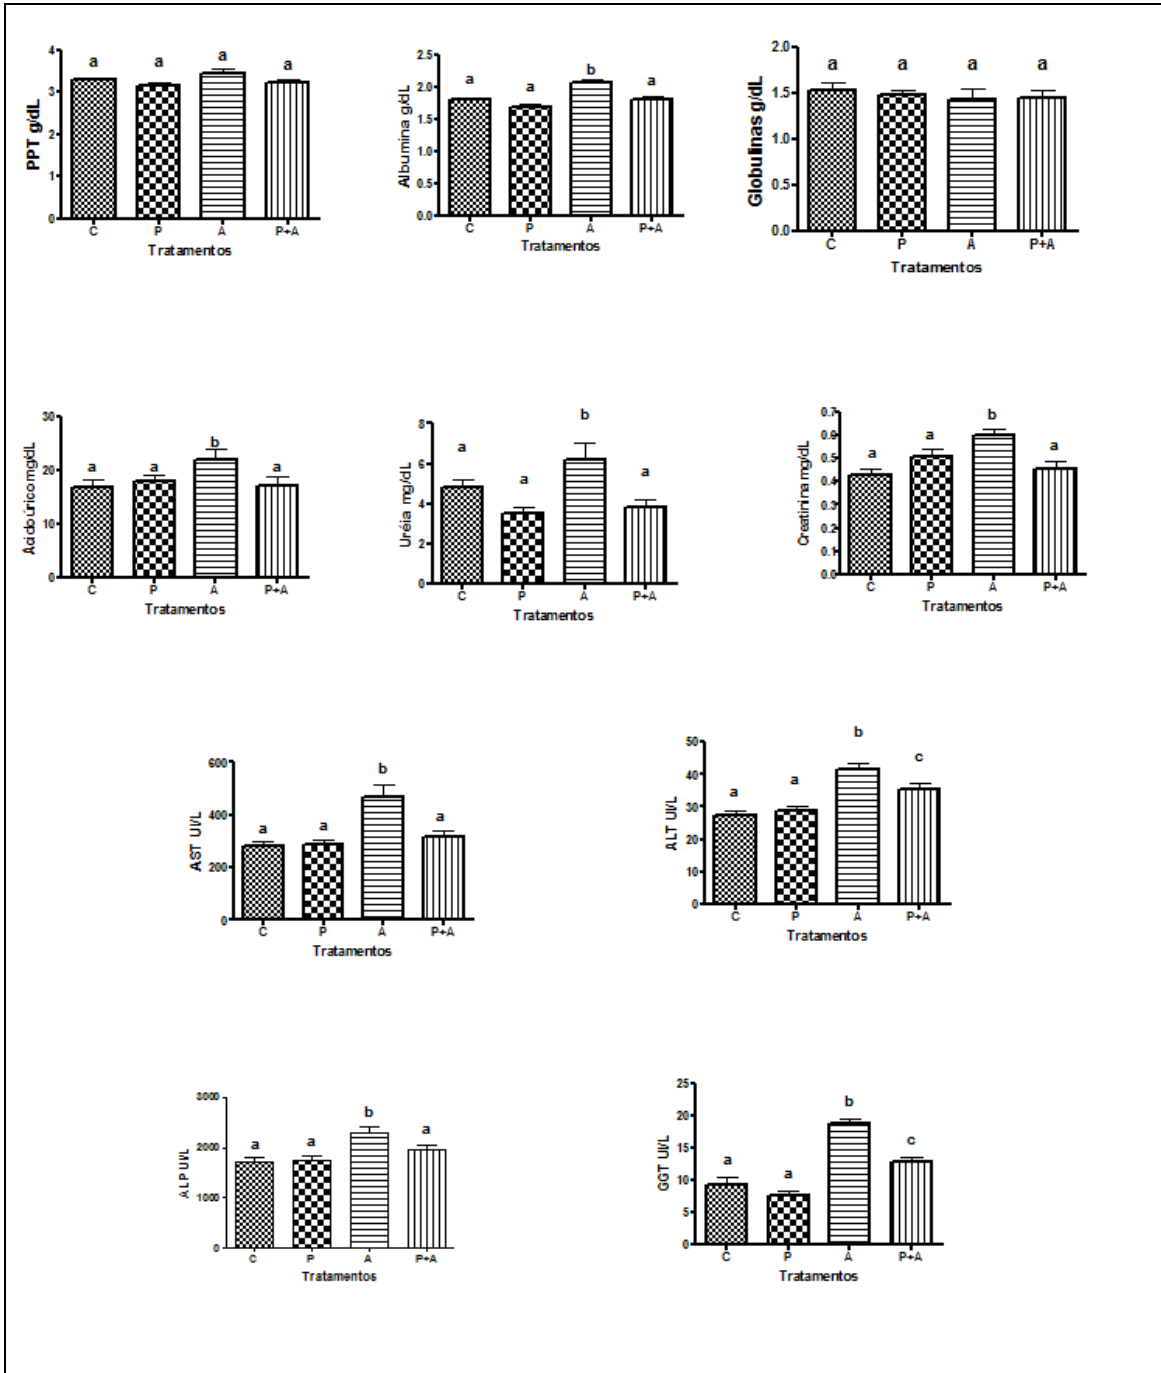 a a a a
4
3
2
1
0
PPT g/dL
C P A P+A
Tratamentos
a a b a
2.5
2.0
1.5
1.0
0.5
0.0
Albumina g/dL
C P A P+A
Tratamentos
a a a a
2.0
1.5
1.0
0.5
0.0
Globulinas g/dL
C P A P+A
Tratamentos
a a b a
30
20
10
0
Ácido úrico mg/dL
C P A P+A
Tratamentos
a a b a
8
6
4
2
0
Uréia mg/dL
C P A P+A
Tratamentos
a a b a
0.7
0.6
0.5
0.4
0.3
0.2
0.1
0.0
Creatinina mg/dL
C P A P+A
Tratamentos
a a b a
600
400
200
0
AST UI/L
C P A P+A
Tratamentos
a a b c
50
40
30
20
10
0
ALT UI/L
C P A P+A
Tratamentos
a a b a
3000
2000
1000
0
ALP UI/L
C P A P+A
Tratamentos
a a b c
25
20
15
10
5
0
GGT UI/L
C P A P+A
Tratamentos